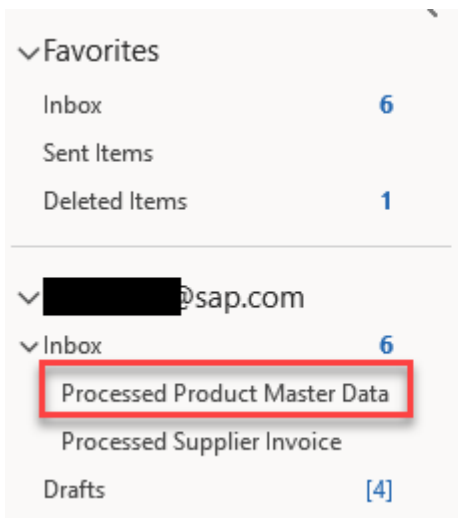 Favorites
Inbox 6
Sent Items
Deleted Items 1
@sap.com
Inbox 6
Processed Product Master Data
Processed Supplier Invoice
Drafts [4]